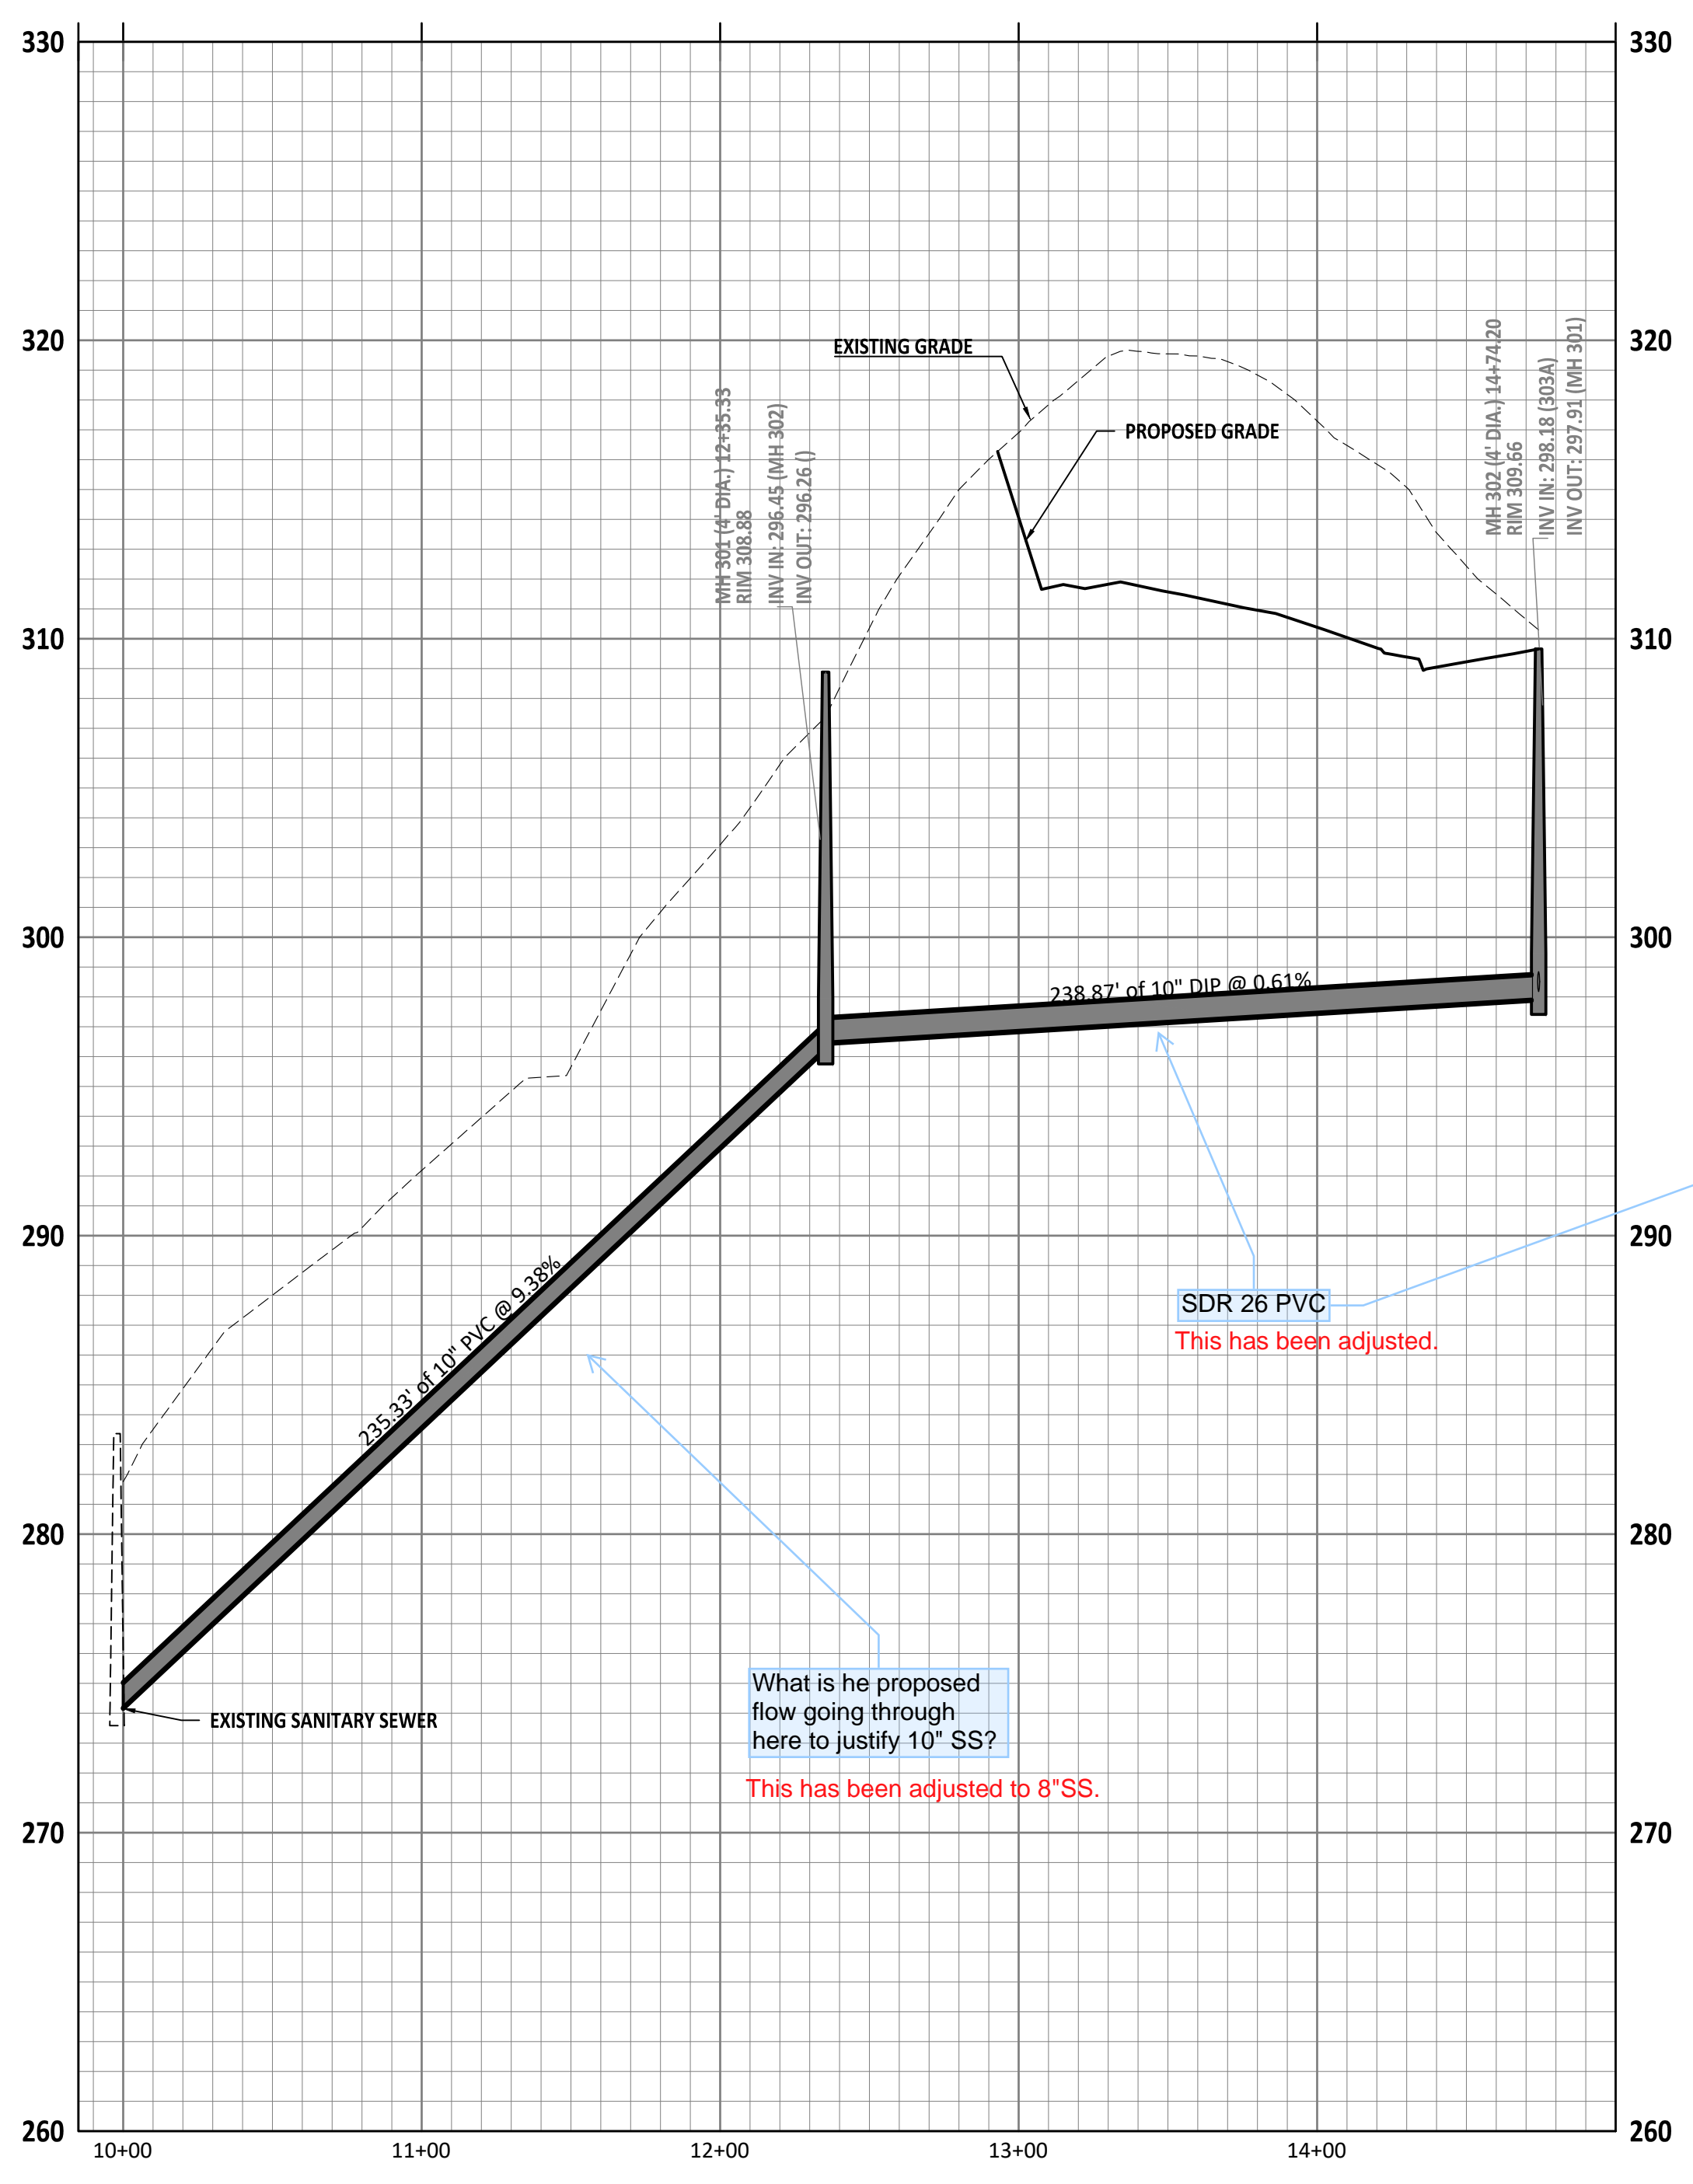 330
330
320
320
310
310
300
300
290
290
280
280
270
270
260
260
10+00
11+00
12+00
13+00
14+00
EXISTING GRADE
PROPOSED GRADE
MH 301 (4' DIA.) 12+35.33
RIM 308.88
INV IN: 296.45 (MH 302)
INV OUT: 296.26 ()
MH 302 (4' DIA.) 14+74.20
RIM 309.66
INV IN: 298.18 (303A)
INV OUT: 297.91 (MH 301)
238.87' of 10" DIP @ 0.61%
235.33' of 10" PVC @ 9.38%
SDR 26 PVC
This has been adjusted.
What is he proposed
flow going through
here to justify 10" SS?
This has been adjusted to 8"SS.
EXISTING SANITARY SEWER